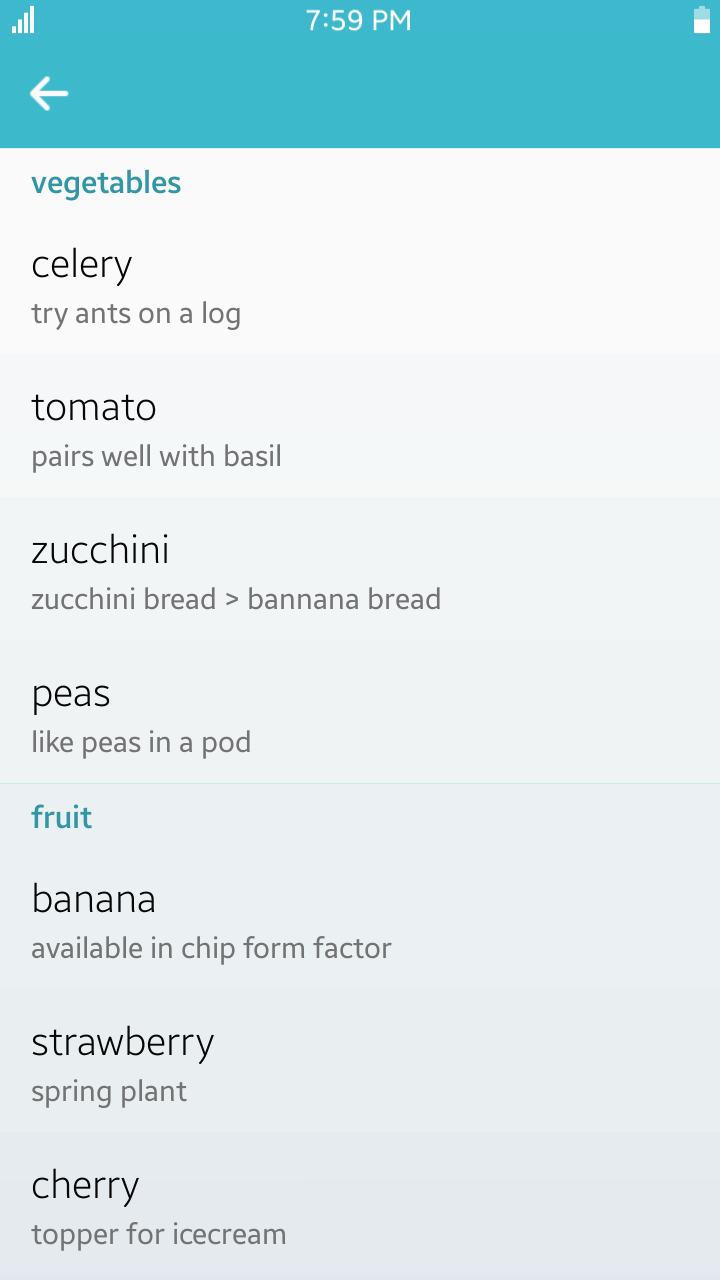 7:59 PM
vegetables
celery
try ants on a log
tomato
pairs well with basil
zucchini
zucchini bread > bannana bread
peas
like peas in a pod
fruit
banana
available in chip form factor
strawberry
spring plant
cherry
topper for icecream